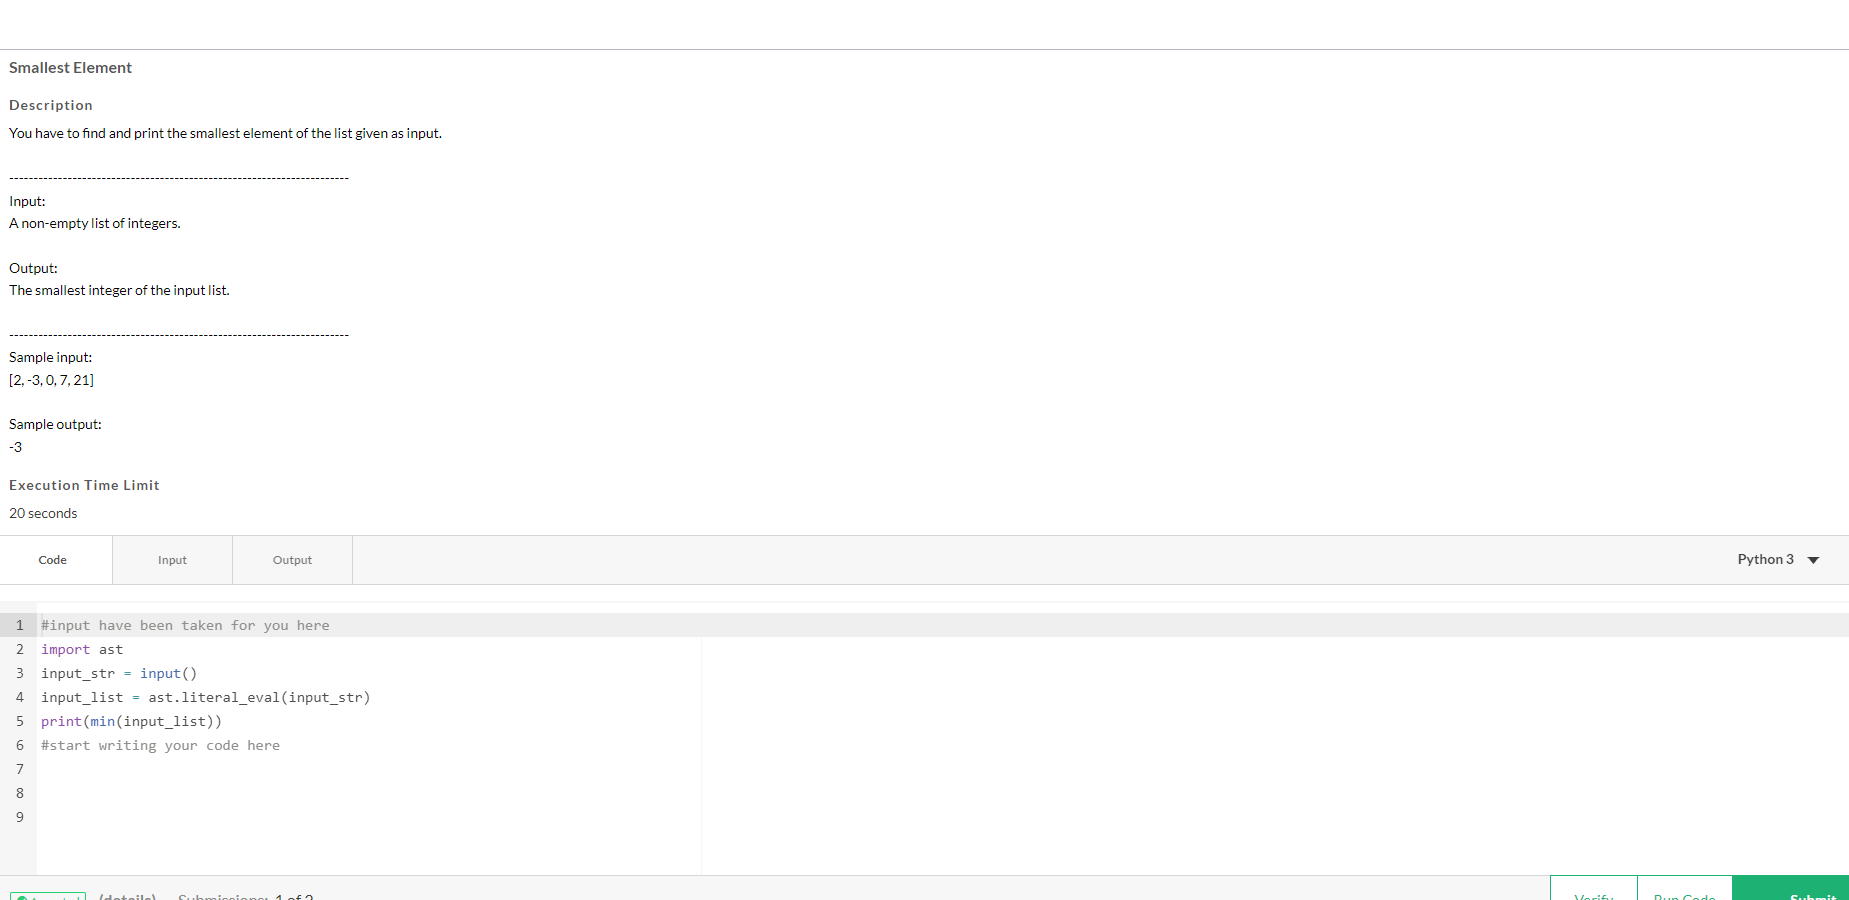 Smallest Element
Description
You have to find and print the smallest element of the list given as input.
----------------------------------------------------------------------
Input:
A non-empty list of integers.
Output:
The smallest integer of the input list.
----------------------------------------------------------------------
Sample input:
[2, -3, 0, 7, 21]
Sample output:
-3
Execution Time Limit
20 seconds
Code Input Output Python 3
1 #input have been taken for you here
2 import ast
3 input_str = input()
4 input_list = ast.literal_eval(input_str)
5 print(min(input_list))
6 #start writing your code here
7
8
9
Accepted (details) Submissions: 1 of 2 Verify Run Code Submit